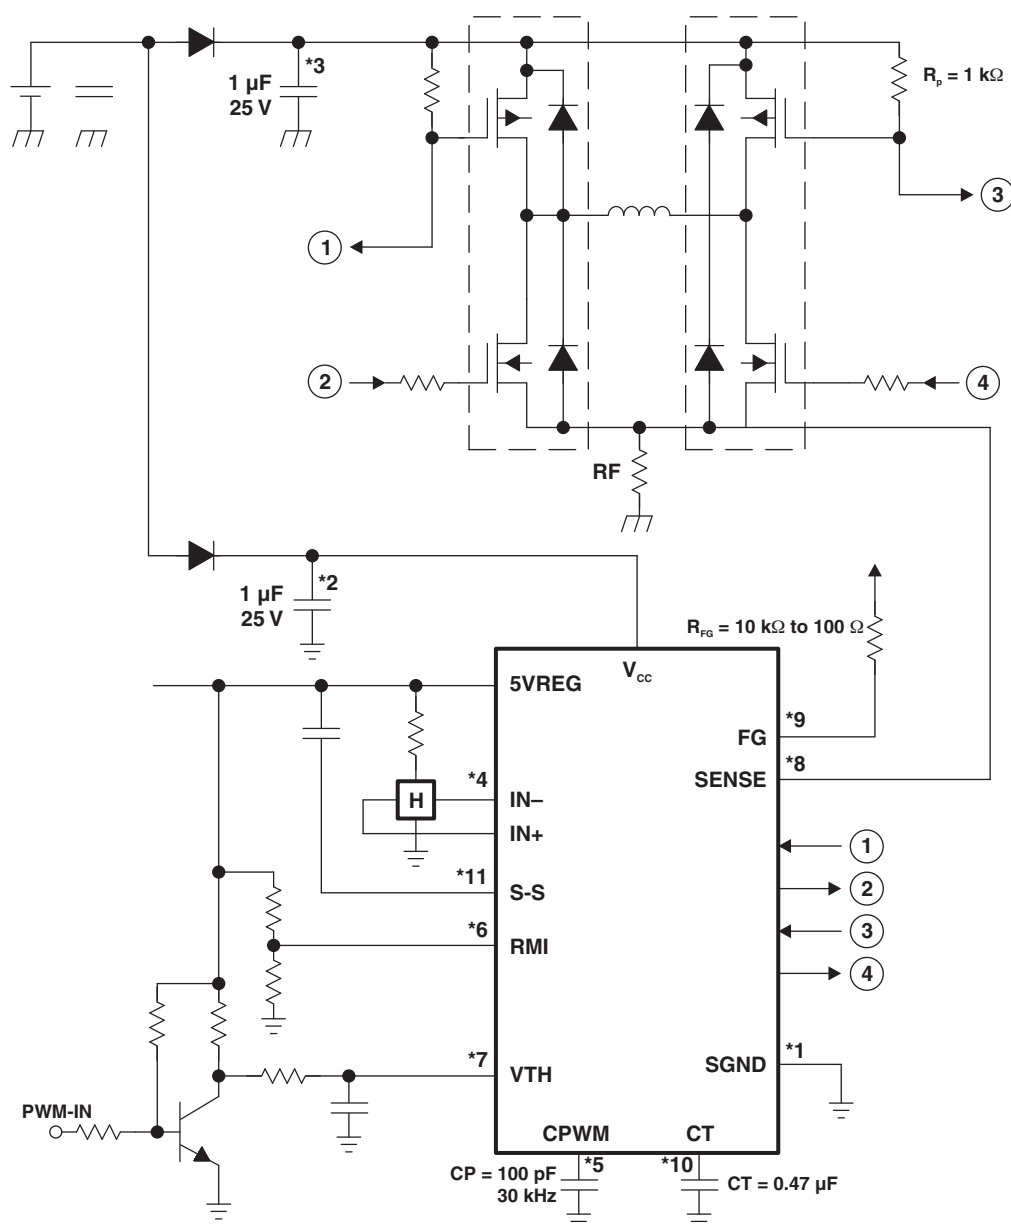 *3
1 µF
25 V
Rp = 1 kΩ
3
1
2
4
RF
*2
1 µF
25 V
RFG = 10 kΩ to 100 Ω
VCC
5VREG
*9
FG
*8
SENSE
*4
H
IN–
IN+
1
*11
S-S
2
*6
RMI
3
4
*7
VTH
*1
SGND
PWM-IN
CPWM
CT
*5
*10
CP = 100 pF
30 kHz
CT = 0.47 µF